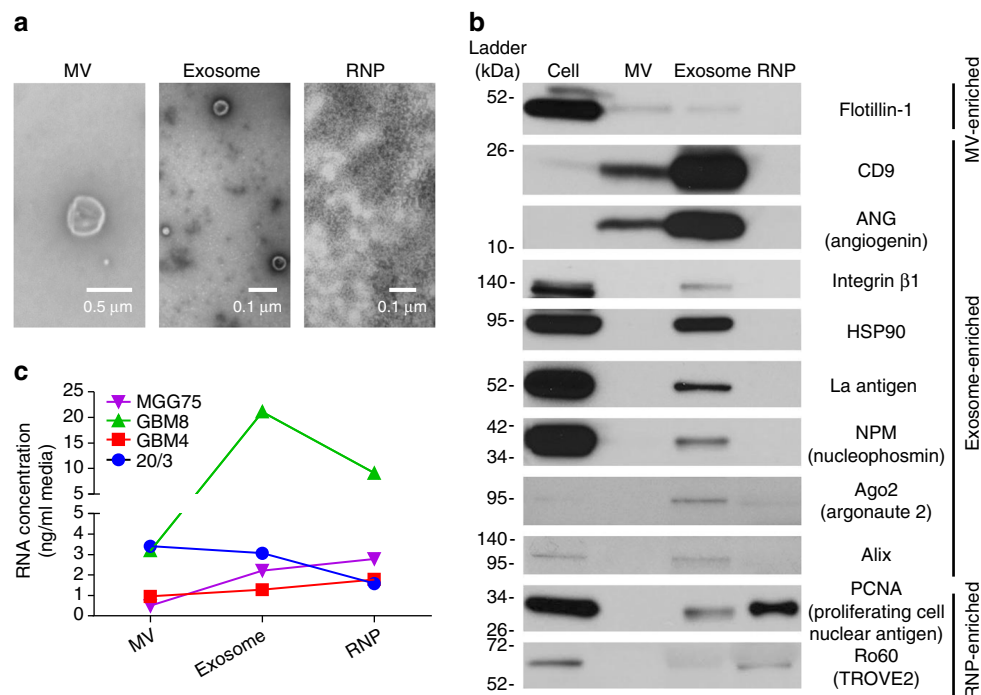 a
MV
Exosome
RNP
0.5 μm
0.1 μm
0.1 μm
b
Ladder
(kDa)
Cell
MV
Exosome
RNP
52-
Flotillin-1
26-
CD9
10-
ANG
(angiogenin)
140-
Integrin β1
95-
HSP90
52-
La antigen
42-
34-
NPM
(nucleophosmin)
95-
Ago2
(argonaute 2)
140-
95-
Alix
34-
26-
PCNA
(proliferating cell
nuclear antigen)
72-
52-
Ro60
(TROVE2)
MV-enriched
Exosome-enriched
RNP-enriched
c
RNA concentration
(ng/ml media)
25
20
15
10
5
5
4
3
2
1
0
MGG75
GBM8
GBM4
20/3
MV
Exosome
RNP